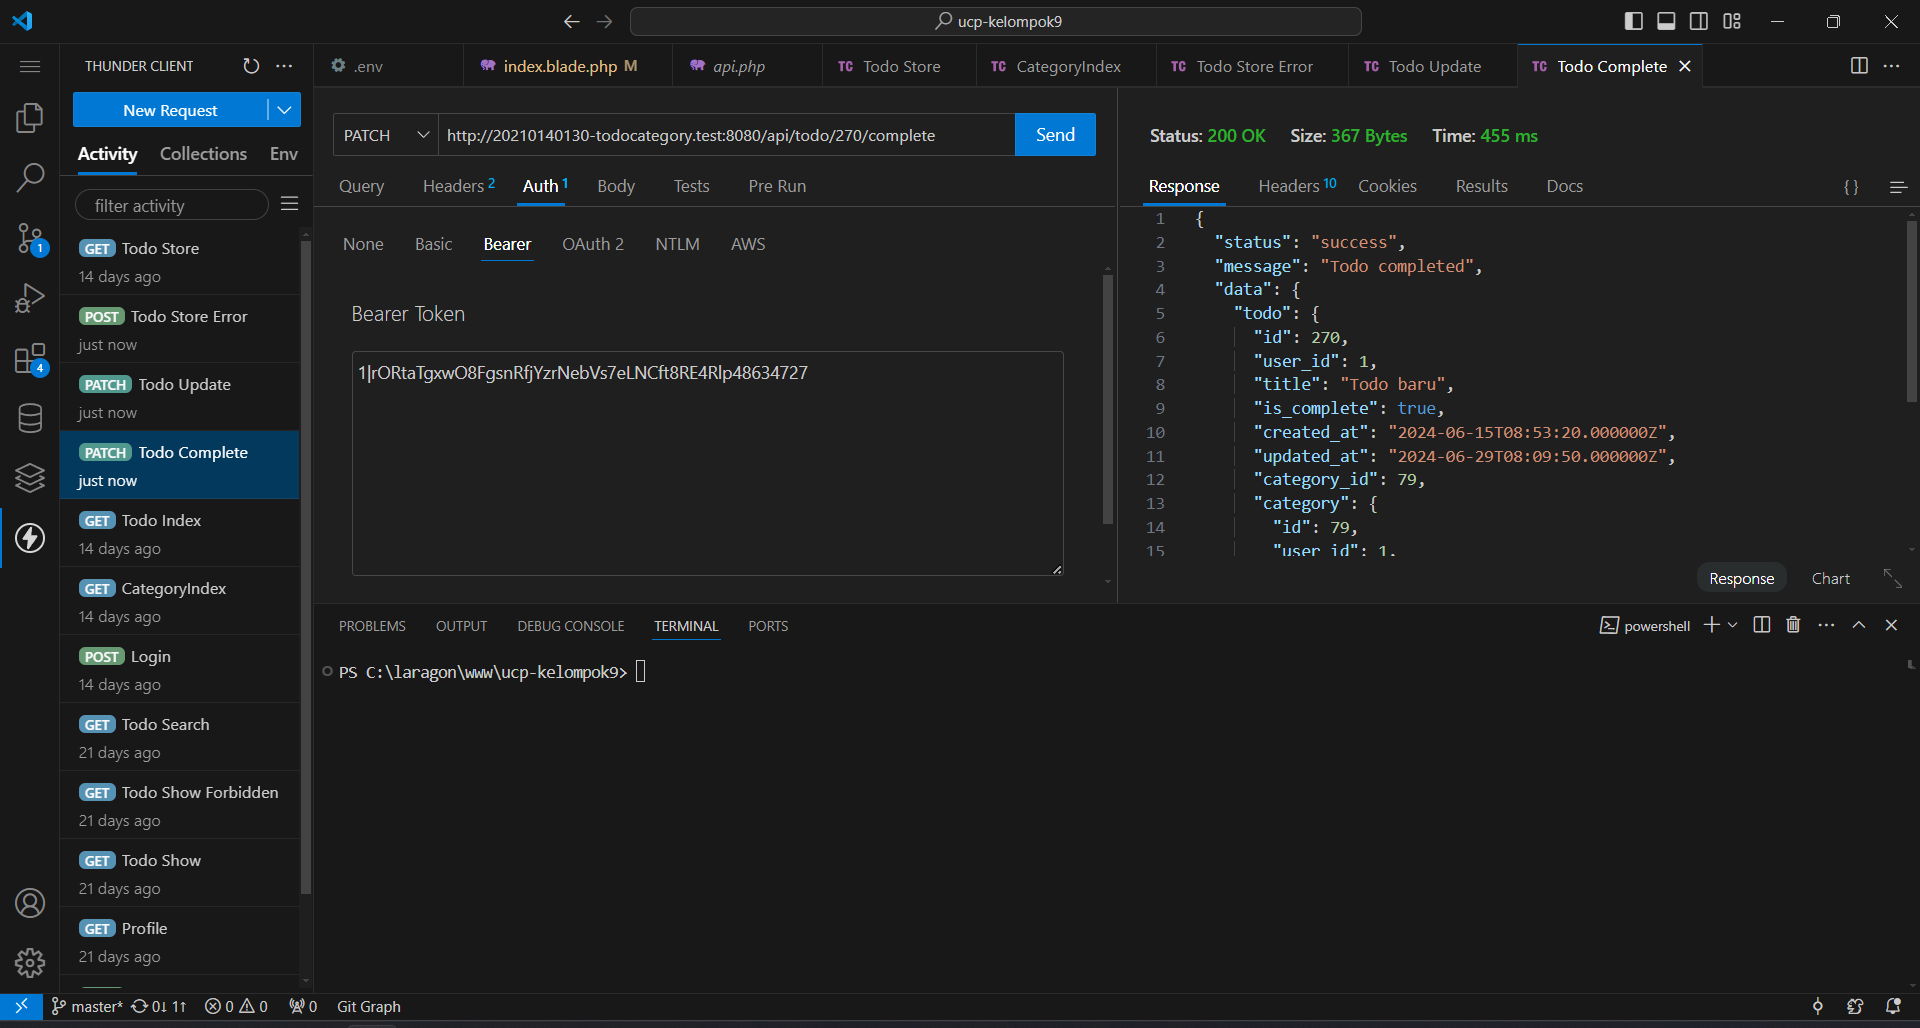 ucp-kelompok9
THUNDER CLIENT
New Request
Activity Collections Env
filter activity
GET Todo Store
14 days ago
POST Todo Store Error
just now
PATCH Todo Update
just now
PATCH Todo Complete
just now
GET Todo Index
14 days ago
GET CategoryIndex
14 days ago
POST Login
14 days ago
GET Todo Search
21 days ago
GET Todo Show Forbidden
21 days ago
GET Todo Show
21 days ago
GET Profile
21 days ago
1
4
.env
index.blade.php M
api.php
TC Todo Store
TC CategoryIndex
TC Todo Store Error
TC Todo Update
TC Todo Complete
PATCH http://20210140130-todocategory.test:8080/api/todo/270/complete Send
Query Headers 2 Auth 1 Body Tests Pre Run
None Basic Bearer OAuth 2 NTLM AWS
Bearer Token
1|rORtaTgxwO8FgsnRfjYzrNebVs7eLNCft8RE4Rlp48634727
Status: 200 OK Size: 367 Bytes Time: 455 ms
Response Headers 10 Cookies Results Docs { }
1 {
2 "status": "success",
3 "message": "Todo completed",
4 "data": {
5 "todo": {
6 "id": 270,
7 "user_id": 1,
8 "title": "Todo baru",
9 "is_complete": true,
10 "created_at": "2024-06-15T08:53:20.000000Z",
11 "updated_at": "2024-06-29T08:09:50.000000Z",
12 "category_id": 79,
13 "category": {
14 "id": 79,
15 "user_id": 1,
Response Chart
PROBLEMS OUTPUT DEBUG CONSOLE TERMINAL PORTS
powershell
PS C:\laragon\www\ucp-kelompok9>
master* 0↓ 1↑ 0 0 0 Git Graph